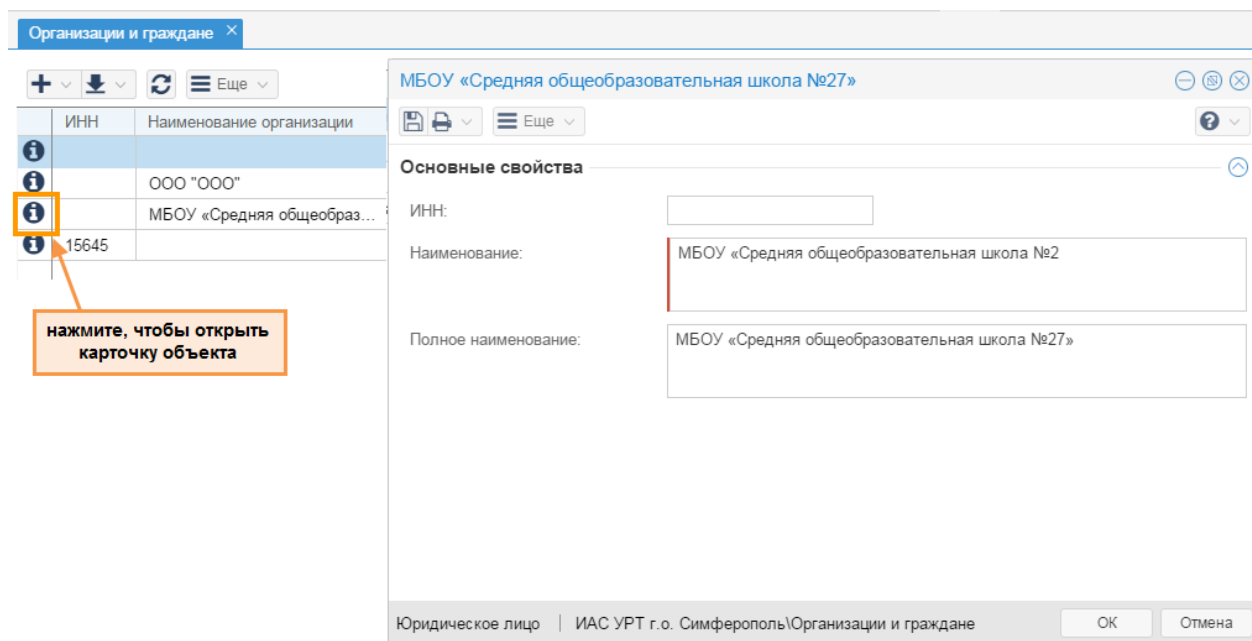 Организации и граждане
Еще
ИНН Наименование организации
ООО "ООО"
МБОУ «Средняя общеобраз...
15645
нажмите, чтобы открыть
карточку объекта
МБОУ «Средняя общеобразовательная школа №27»
Еще
Основные свойства
ИНН:
Наименование: МБОУ «Средняя общеобразовательная школа №2
Полное наименование: МБОУ «Средняя общеобразовательная школа №27»
Юридическое лицо | ИАС УРТ г.о. Симферополь\Организации и граждане ОК Отмена